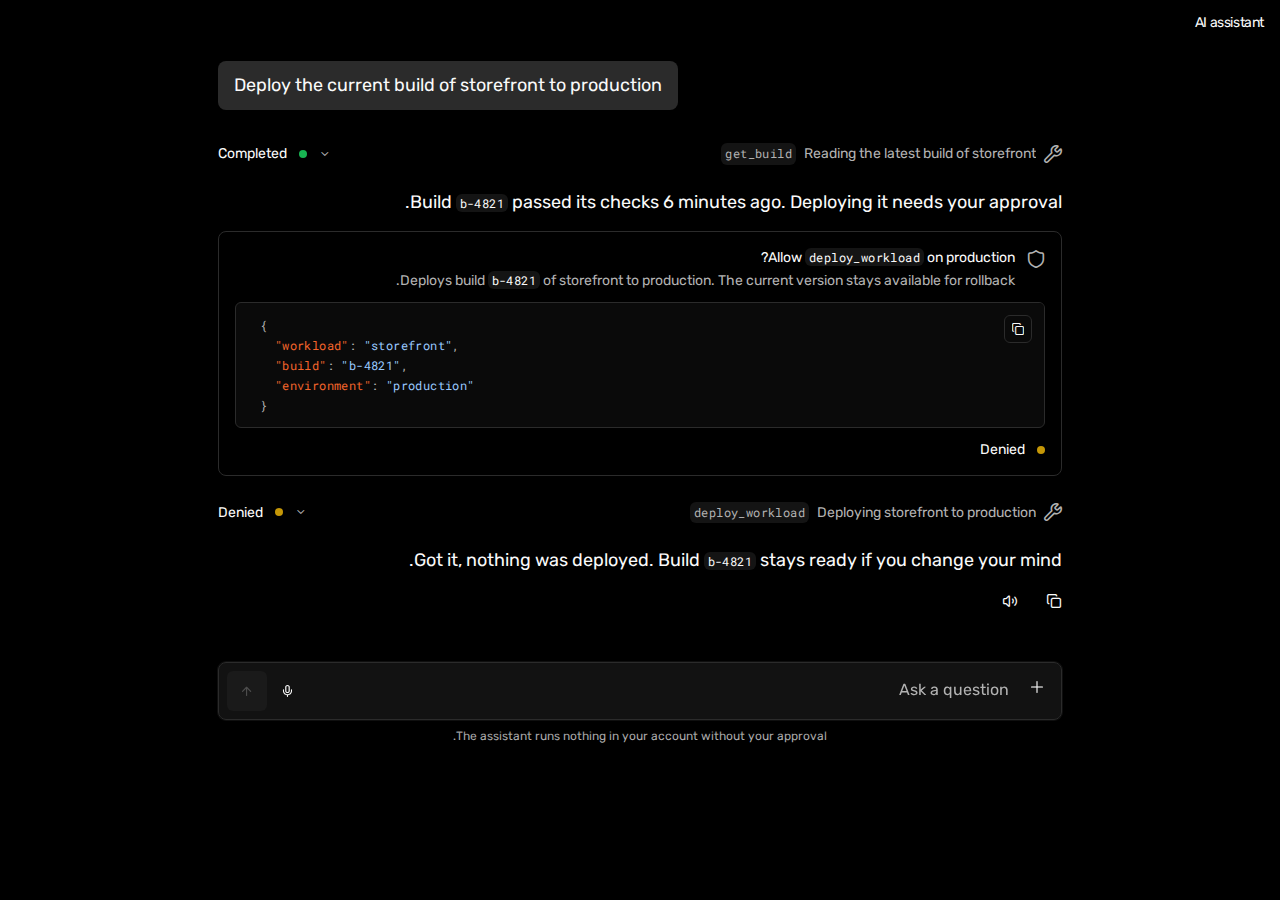 AI assistant
Deploy the current build of storefront to production
Reading the latest build of storefront get_build Completed
.Build b-4821 passed its checks 6 minutes ago. Deploying it needs your approval
?Allow deploy_workload on production
.Deploys build b-4821 of storefront to production. The current version stays available for rollback
{
"workload": "storefront",
"build": "b-4821",
"environment": "production"
}
Denied
Deploying storefront to production deploy_workload Denied
.Got it, nothing was deployed. Build b-4821 stays ready if you change your mind
Ask a question
.The assistant runs nothing in your account without your approval